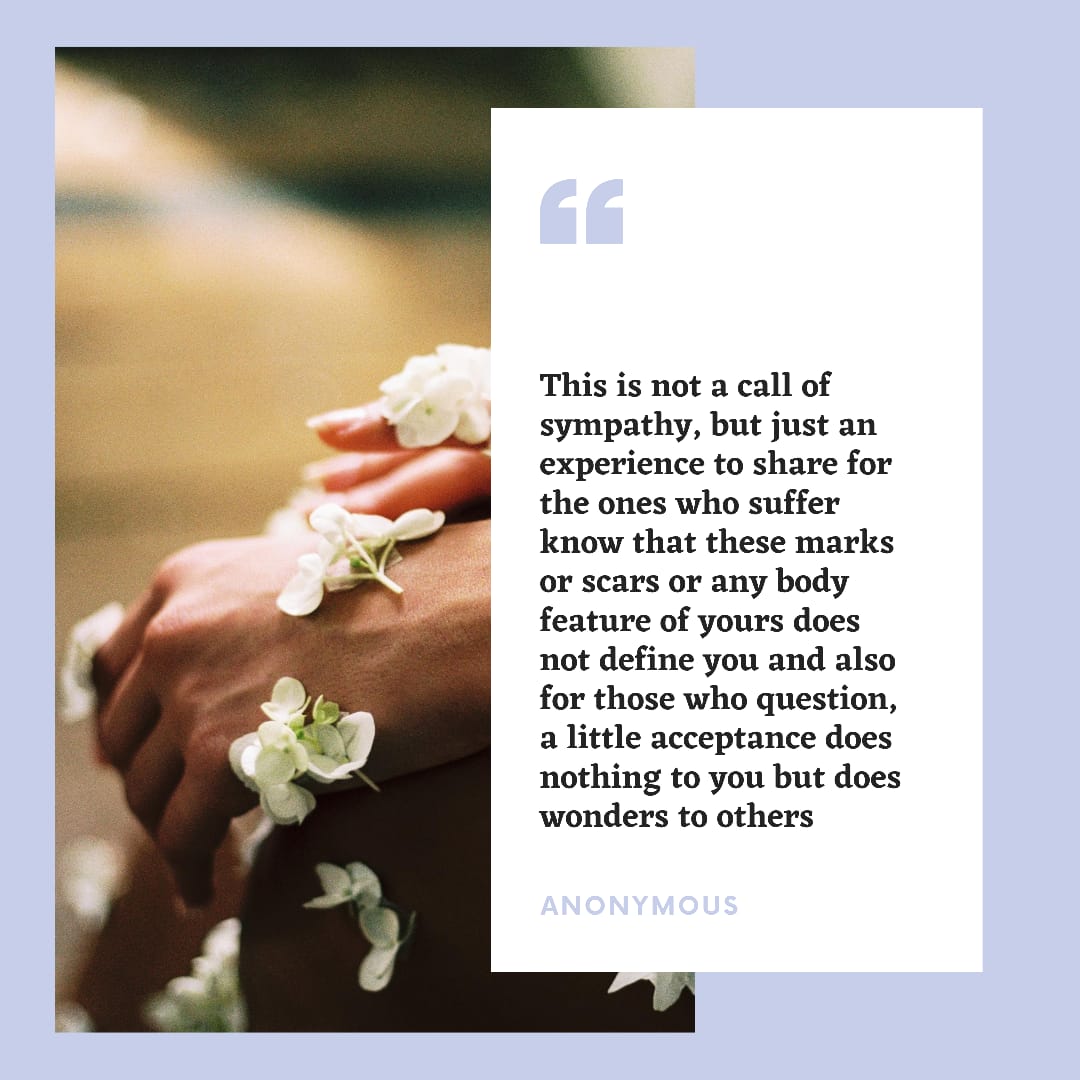 “
This is not a call of
sympathy, but just an
experience to share for
the ones who suffer
know that these marks
or scars or any body
feature of yours does
not define you and also
for those who question,
a little acceptance does
nothing to you but does
wonders to others
ANONYMOUS